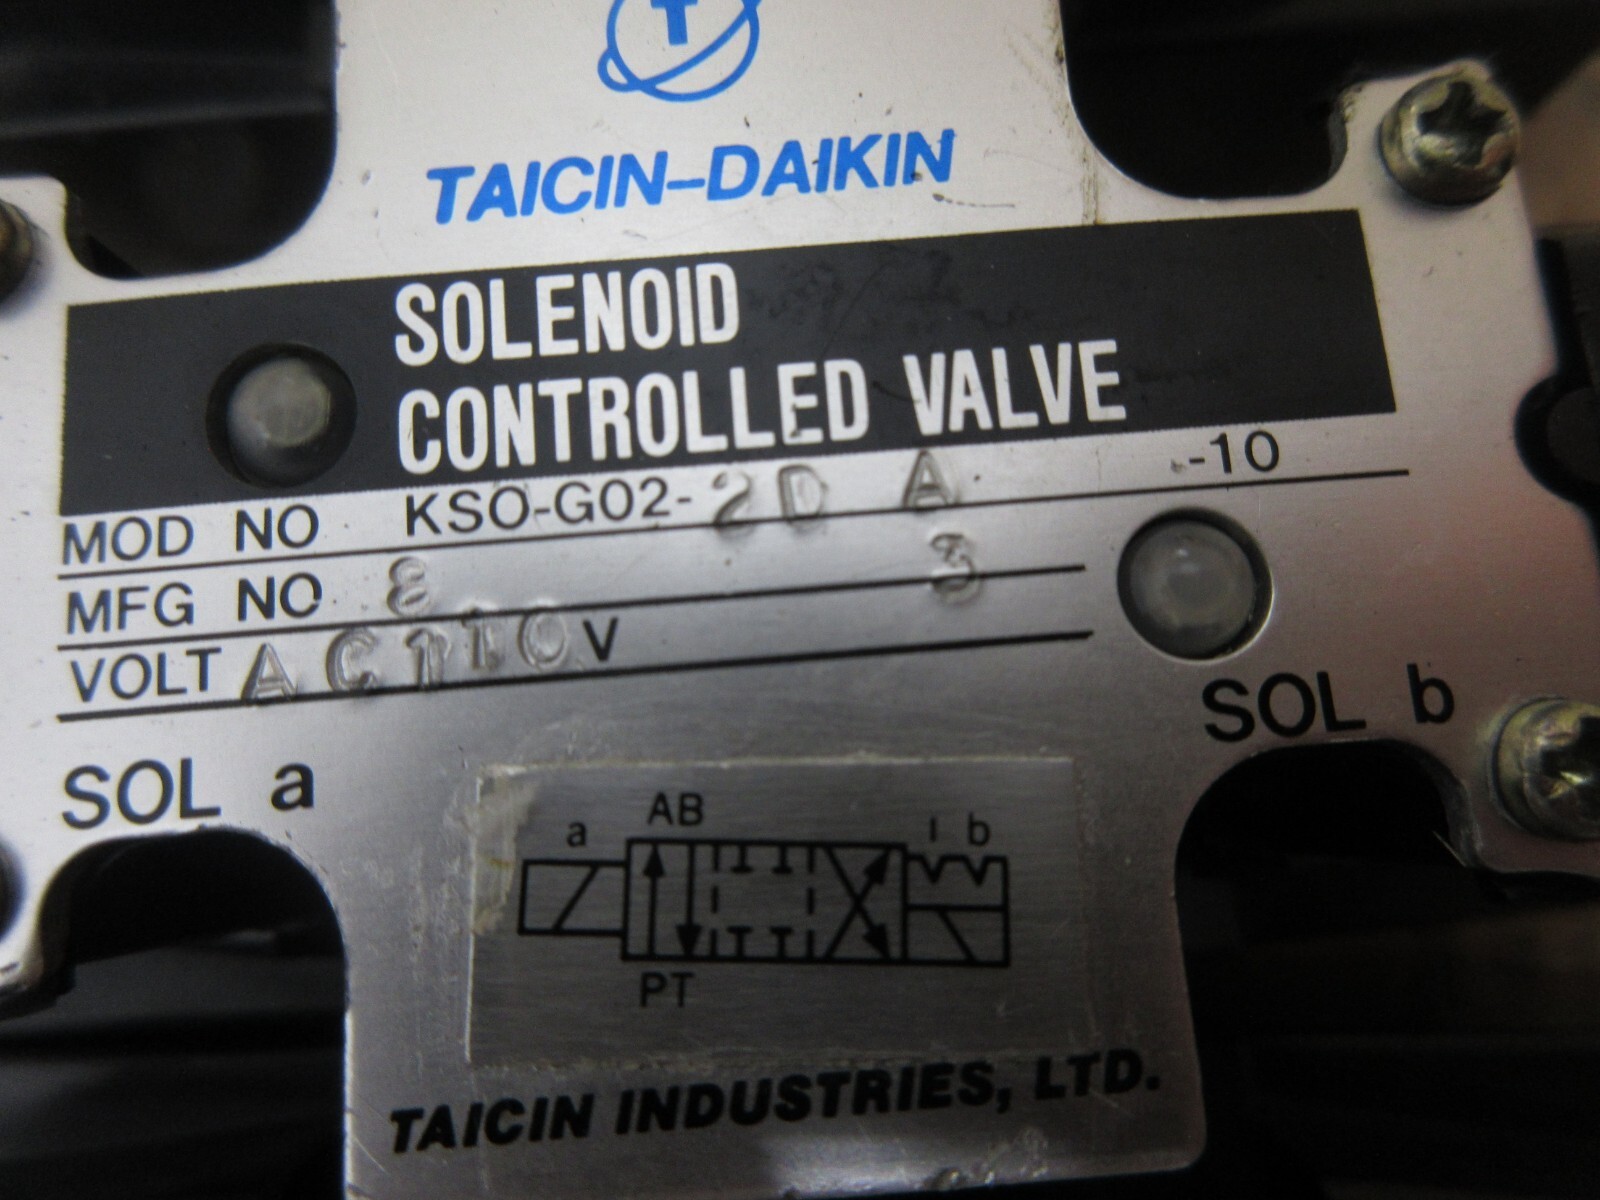 T
TAICIN-DAIKIN
SOLENOID
CONTROLLED VALVE
MOD NO KSO-G02-2D A -10
MFG NO 8 3
VOLT AC110 V
SOL a
SOL b
a AB b
PT
TAICIN INDUSTRIES, LTD.